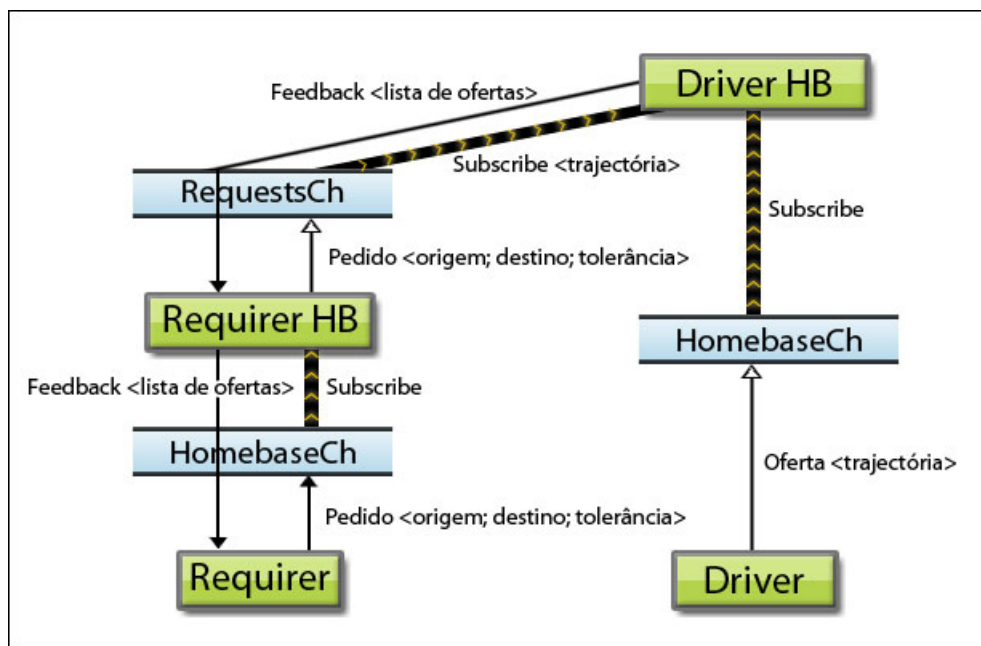 Driver HB
Feedback <lista de ofertas>
Subscribe <trajectória>
RequestsCh
Subscribe
Pedido <origem; destino; tolerância>
Requirer HB
HomebaseCh
Feedback <lista de ofertas>
Subscribe
HomebaseCh
Oferta <trajectória>
Pedido <origem; destino; tolerância>
Requirer
Driver